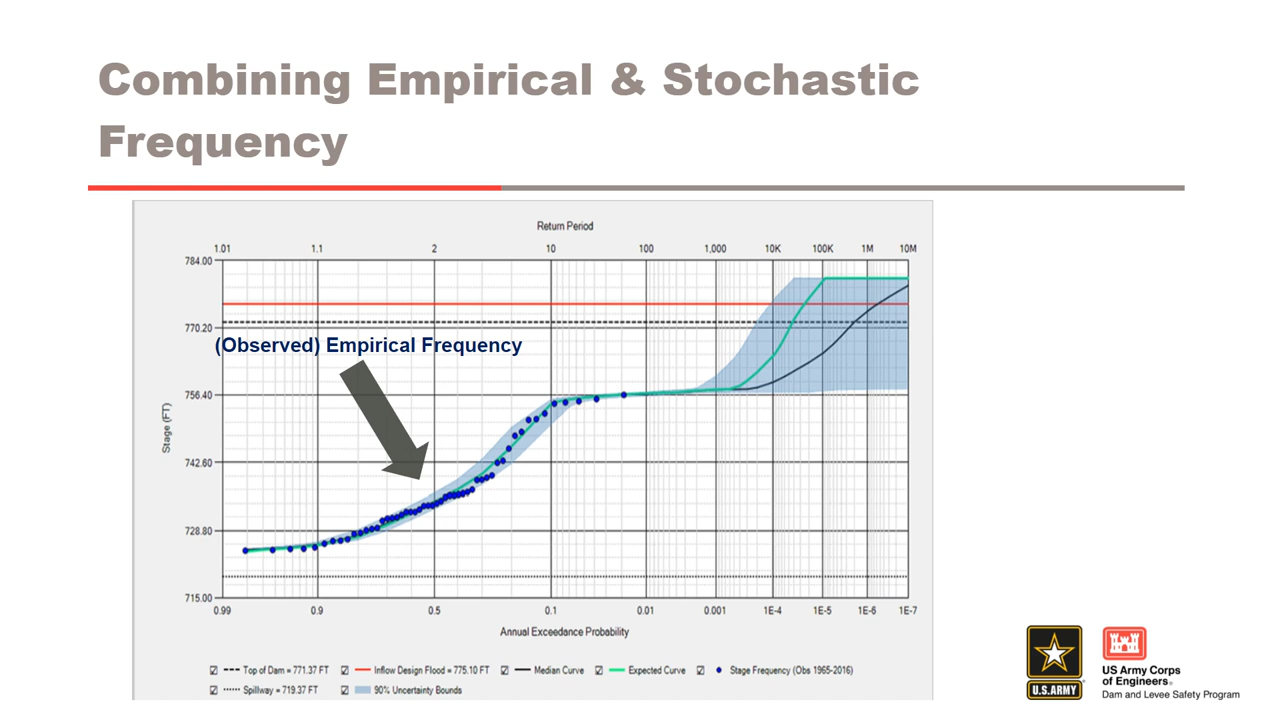 Combining Empirical & Stochastic
Frequency
Return Period
1.01 1.1 2 10 100 1,000 10K 100K 1M 10M
784.00
770.20
(Observed) Empirical Frequency
756.40
Stage (FT)
742.60
728.80
715.00
0.99 0.9 0.5 0.1 0.01 0.001 1E-4 1E-5 1E-6 1E-7
Annual Exceedance Probability
Top of Dam = 771.37 FT Inflow Design Flood = 775.10 FT Median Curve Expected Curve Stage Frequency (Obs 1965-2016)
Spillway = 719.37 FT 90% Uncertainty Bounds
U.S.ARMY
US Army Corps
of Engineers®
Dam and Levee Safety Program